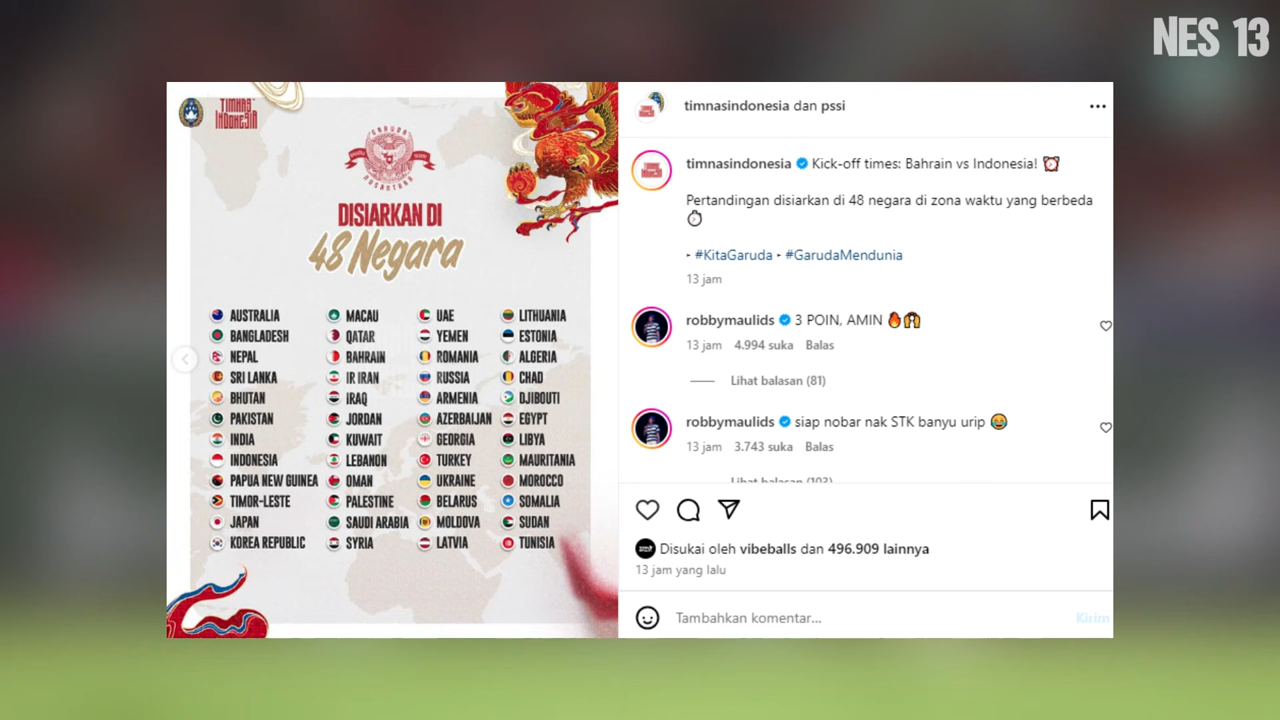 NES 13
TIMNAS
INDONESIA
GARUDA
NUSANTARA
DISIARKAN DI
48 Negara
AUSTRALIA
BANGLADESH
NEPAL
SRI LANKA
BHUTAN
PAKISTAN
INDIA
INDONESIA
PAPUA NEW GUINEA
TIMOR-LESTE
JAPAN
KOREA REPUBLIC
MACAU
QATAR
BAHRAIN
IR IRAN
IRAQ
JORDAN
KUWAIT
LEBANON
OMAN
PALESTINE
SAUDI ARABIA
SYRIA
UAE
YEMEN
ROMANIA
RUSSIA
ARMENIA
AZERBAIJAN
GEORGIA
TURKEY
UKRAINE
BELARUS
MOLDOVA
LATVIA
LITHUANIA
ESTONIA
ALGERIA
CHAD
DJIBOUTI
EGYPT
LIBYA
MAURITANIA
MOROCCO
SOMALIA
SUDAN
TUNISIA
timnasindonesia dan pssi
timnasindonesia Kick-off times: Bahrain vs Indonesia! ⏰
Pertandingan disiarkan di 48 negara di zona waktu yang berbeda
⏱
▸ #KitaGaruda ▸ #GarudaMendunia
13 jam
robbymaulids 3 POIN, AMIN 🔥🙌
13 jam 4.994 suka Balas
Lihat balasan (81)
robbymaulids siap nobar nak STK banyu urip 😂
13 jam 3.743 suka Balas
Lihat balasan (103)
Disukai oleh vibeballs dan 496.909 lainnya
13 jam yang lalu
Tambahkan komentar...
Kirim